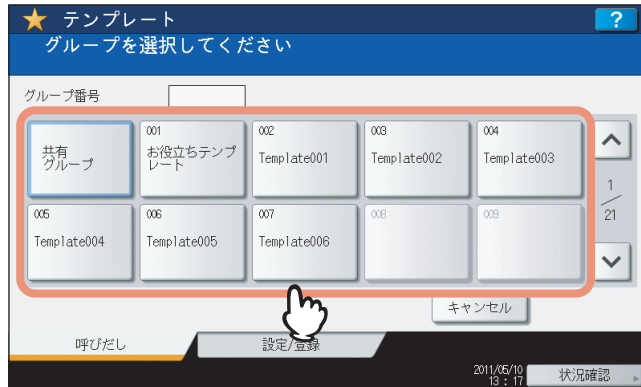 テンプレート
?
グループを選択してください
グループ番号
共有
グループ
001
お役立ちテンプ
レート
002
Template001
003
Template002
004
Template003
005
Template004
006
Template005
007
Template006
008
009
1
21
キャンセル
呼びだし
設定/登録
2011/05/10
13 : 17
状況確認